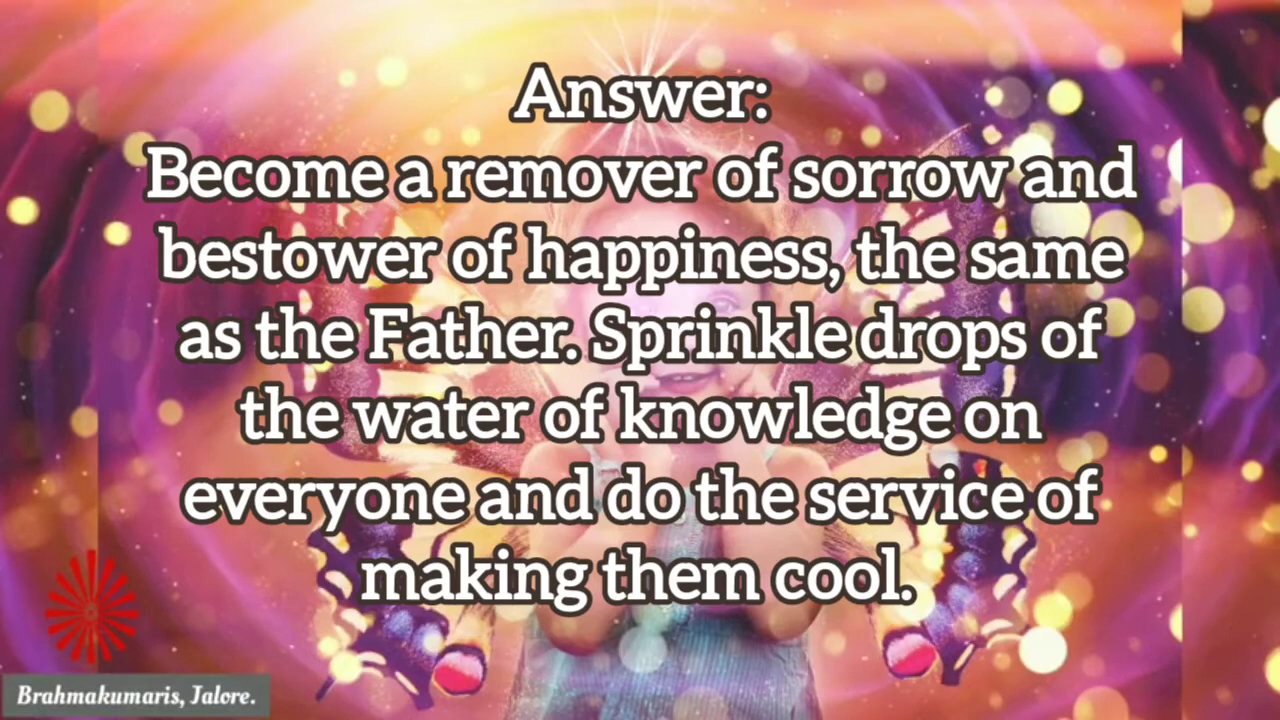 Answer:
Become a remover of sorrow and
bestower of happiness, the same
as the Father. Sprinkle drops of
the water of knowledge on
everyone and do the service of
making them cool.
Brahmakumaris, Jalore.